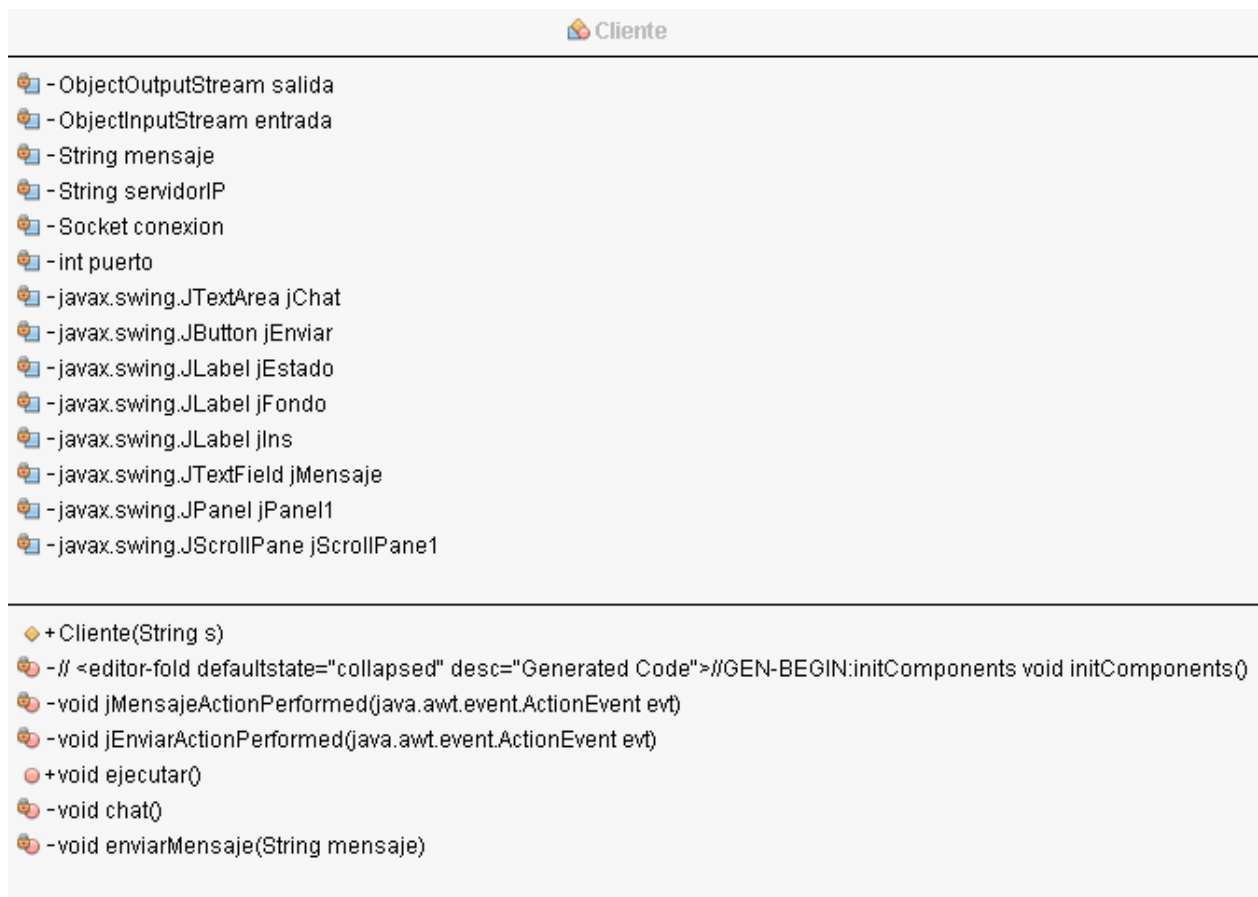 Cliente
- ObjectOutputStream salida
- ObjectInputStream entrada
- String mensaje
- String servidorIP
- Socket conexion
- int puerto
- javax.swing.JTextArea jChat
- javax.swing.JButton jEnviar
- javax.swing.JLabel jEstado
- javax.swing.JLabel jFondo
- javax.swing.JLabel jIns
- javax.swing.JTextField jMensaje
- javax.swing.JPanel jPanel1
- javax.swing.JScrollPane jScrollPane1
+ Cliente(String s)
- // <editor-fold defaultstate="collapsed" desc="Generated Code">//GEN-BEGIN:initComponents void initComponents()
- void jMensajeActionPerformed(java.awt.event.ActionEvent evt)
- void jEnviarActionPerformed(java.awt.event.ActionEvent evt)
+ void ejecutar()
- void chat()
- void enviarMensaje(String mensaje)